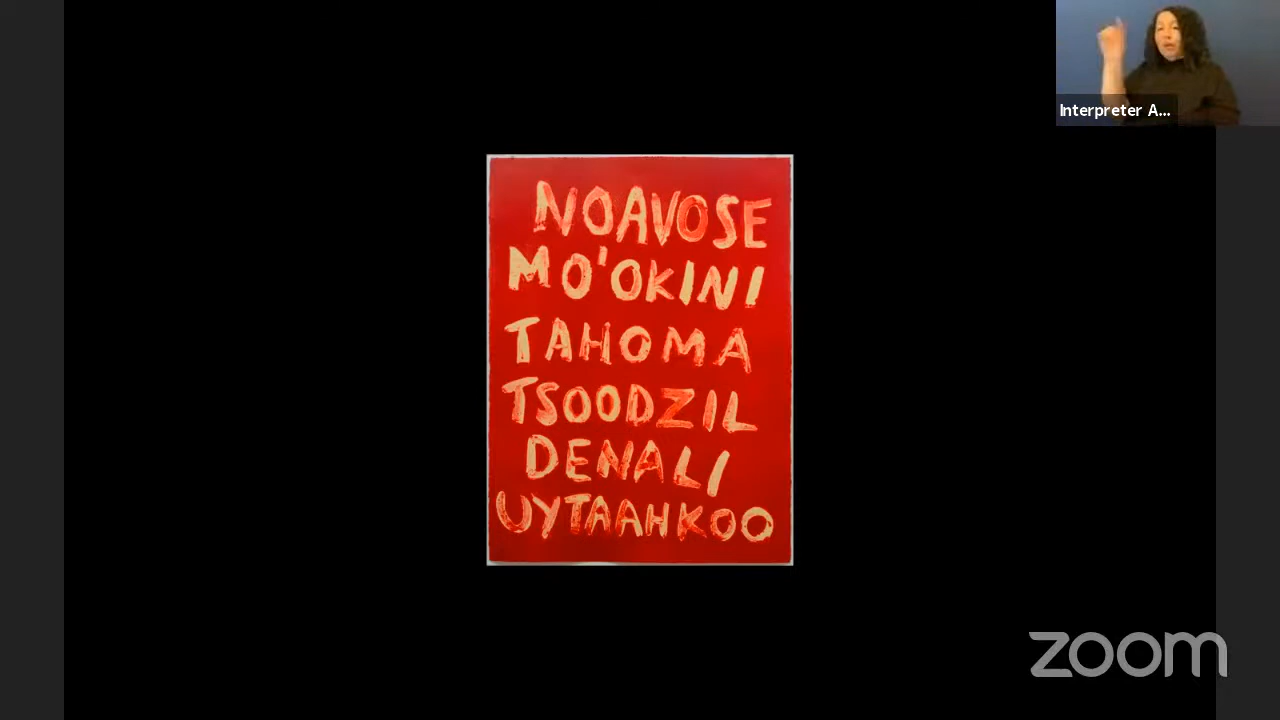 Interpreter A...
NOAVOSE
MO'OKINI
TAHOMA
TSOODZIL
DENALI
UYTAAHKOO
zoom